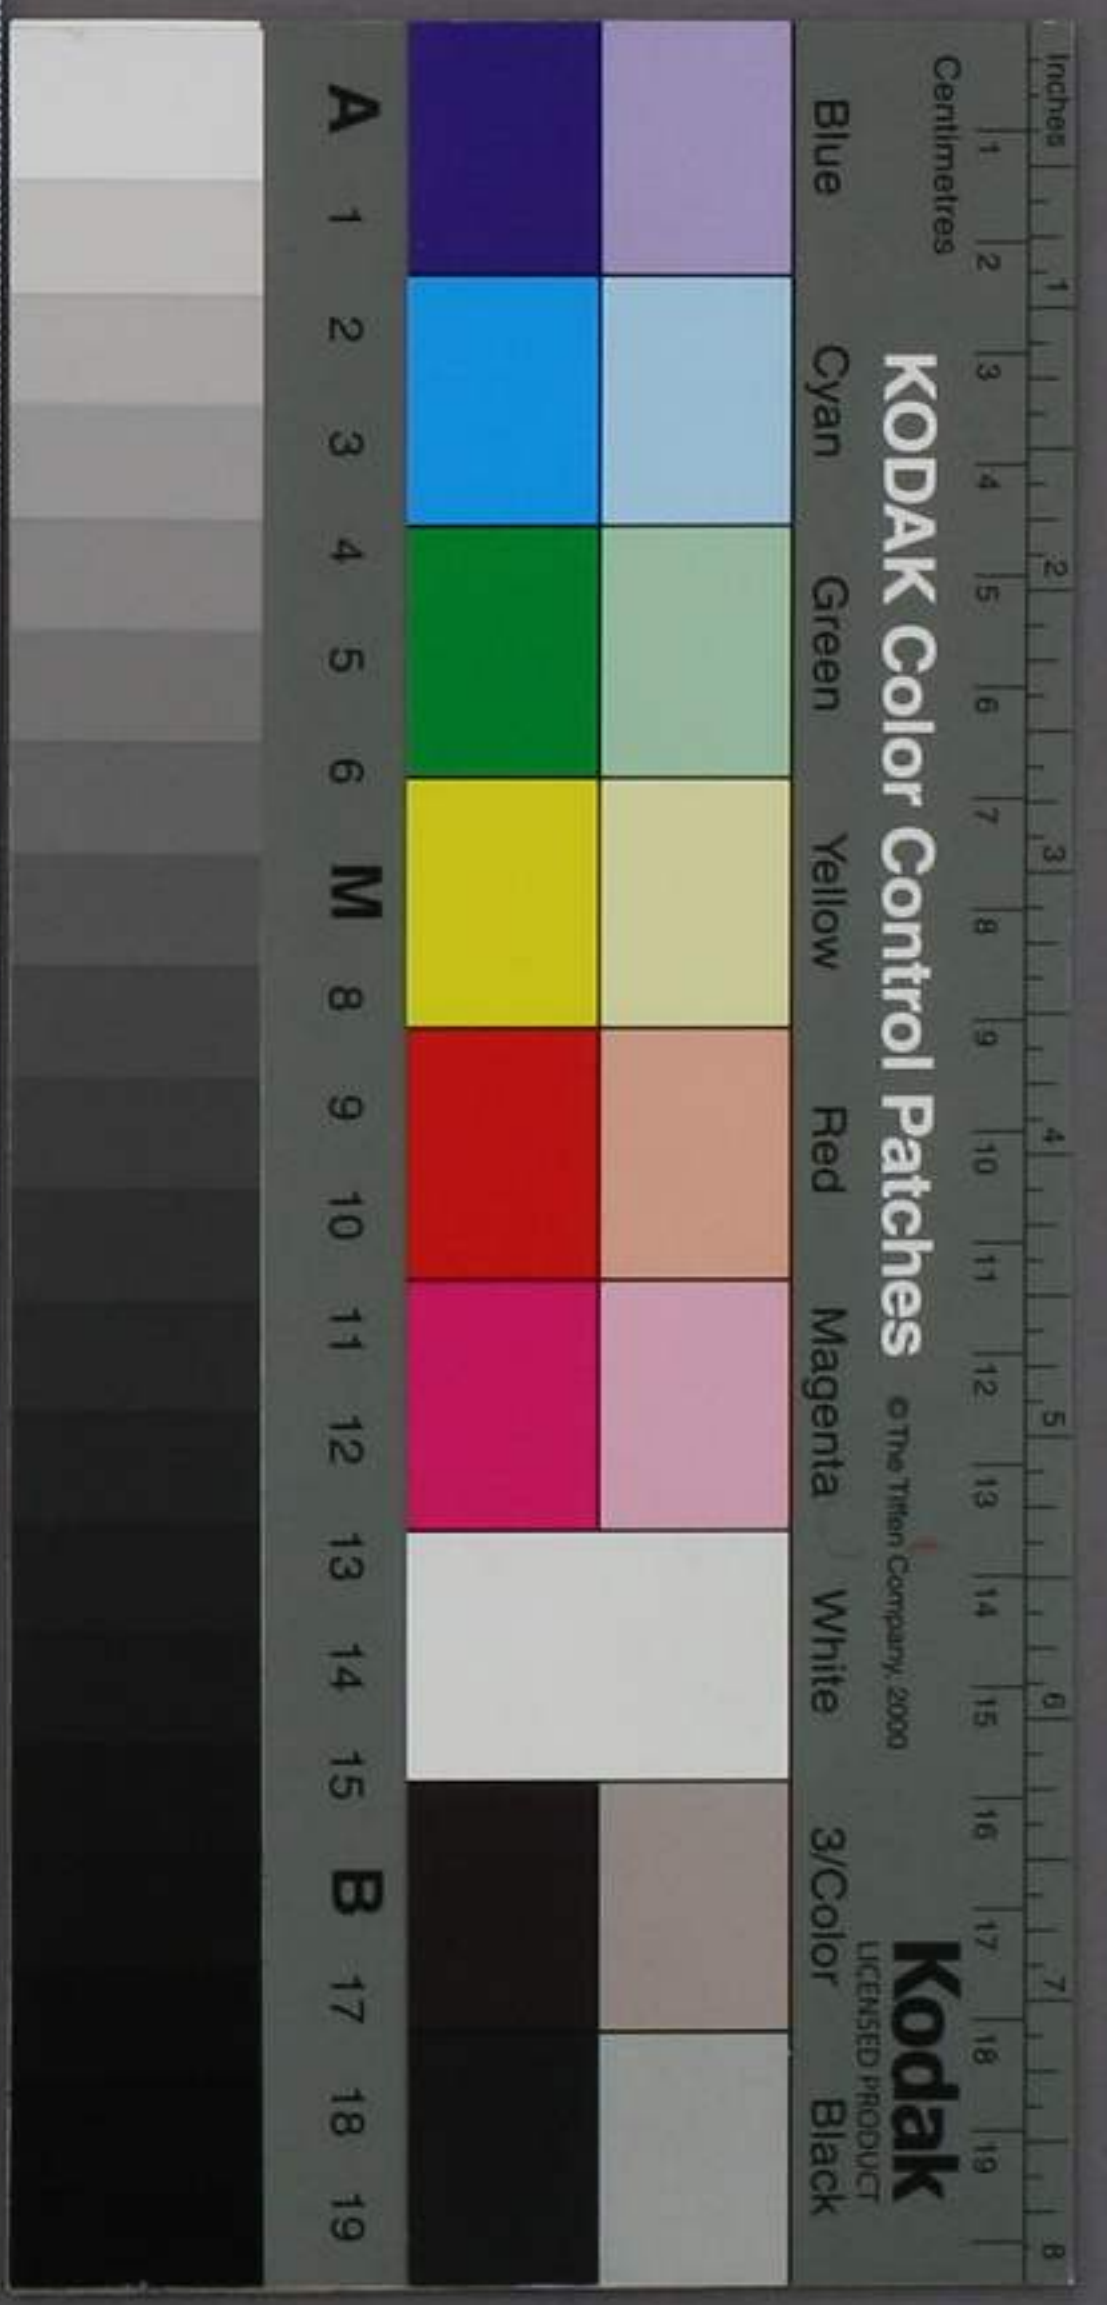 Inches 1 2 3 4 5 6 7 8
Centimetres 1 2 3 4 5 6 7 8 9 10 11 12 13 14 15 16 17 18 19
KODAK Color Control Patches © The Tiffen Company, 2000 Kodak
LICENSED PRODUCT
Blue Cyan Green Yellow Red Magenta White 3/Color Black
A 1 2 3 4 5 6 M 8 9 10 11 12 13 14 15 B 17 18 19